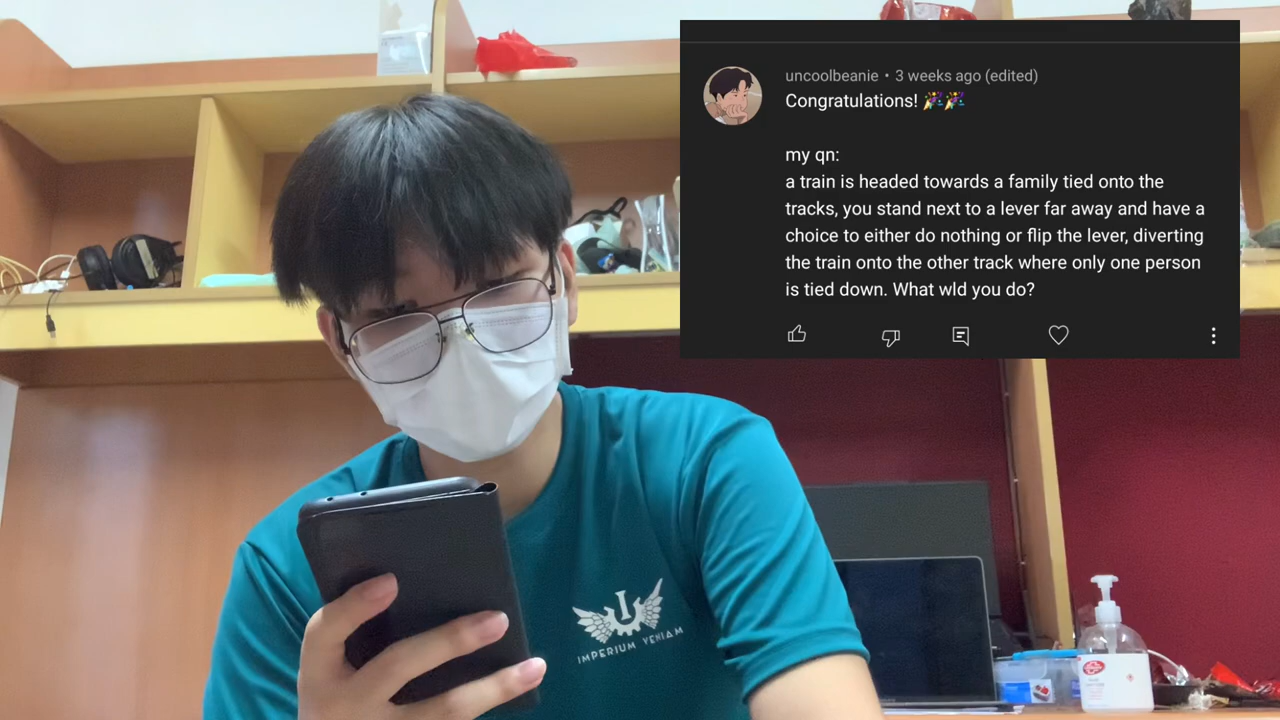 uncoolbeanie • 3 weeks ago (edited)
Congratulations! 🎉🎉
my qn:
a train is headed towards a family tied onto the
tracks, you stand next to a lever far away and have a
choice to either do nothing or flip the lever, diverting
the train onto the other track where only one person
is tied down. What wld you do?
IMPERIUM VENIAM